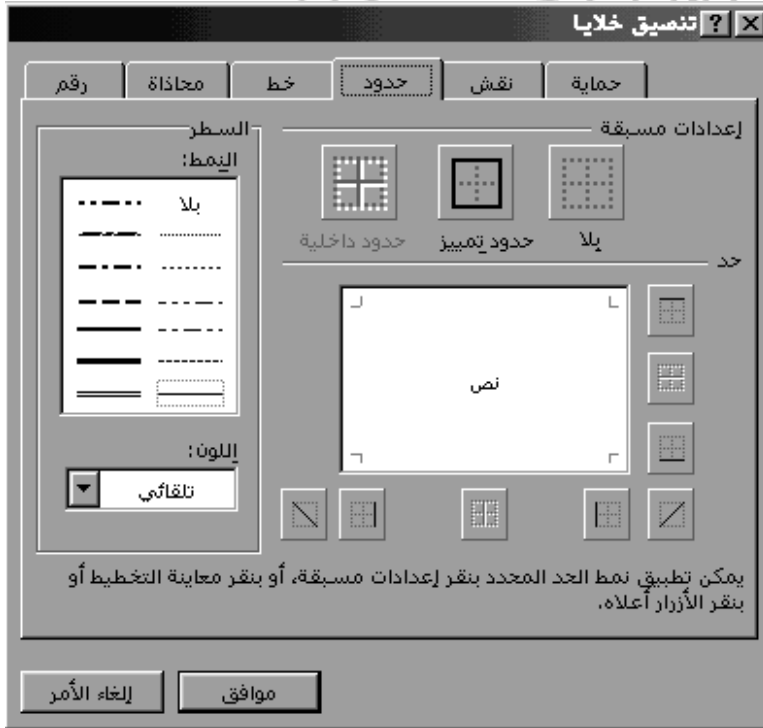 تنسيق خلايا
حماية نقش حدود خط محاذاة رقم
إعدادات مسبقة
السطر
النمط:
بلا
بلا حدود تمييز حدود داخلية
حد
نص
اللون:
تلقائي
يمكن تطبيق نمط الحد المحدد بنقر إعدادات مسبقة، أو بنقر معاينة التخطيط أو
بنقر الأزرار أعلاه.
موافق إلغاء الأمر